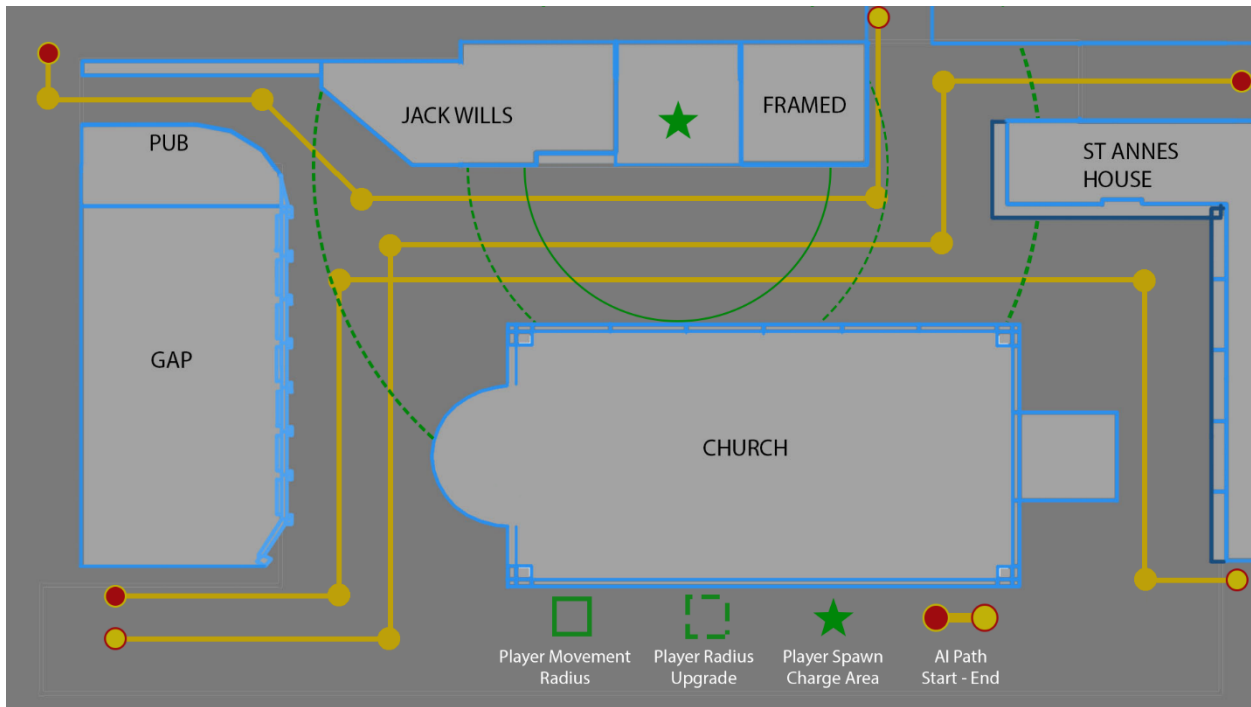 JACK WILLS
FRAMED
PUB
ST ANNES
HOUSE
GAP
CHURCH
Player Movement
Radius
Player Radius
Upgrade
Player Spawn
Charge Area
AI Path
Start - End